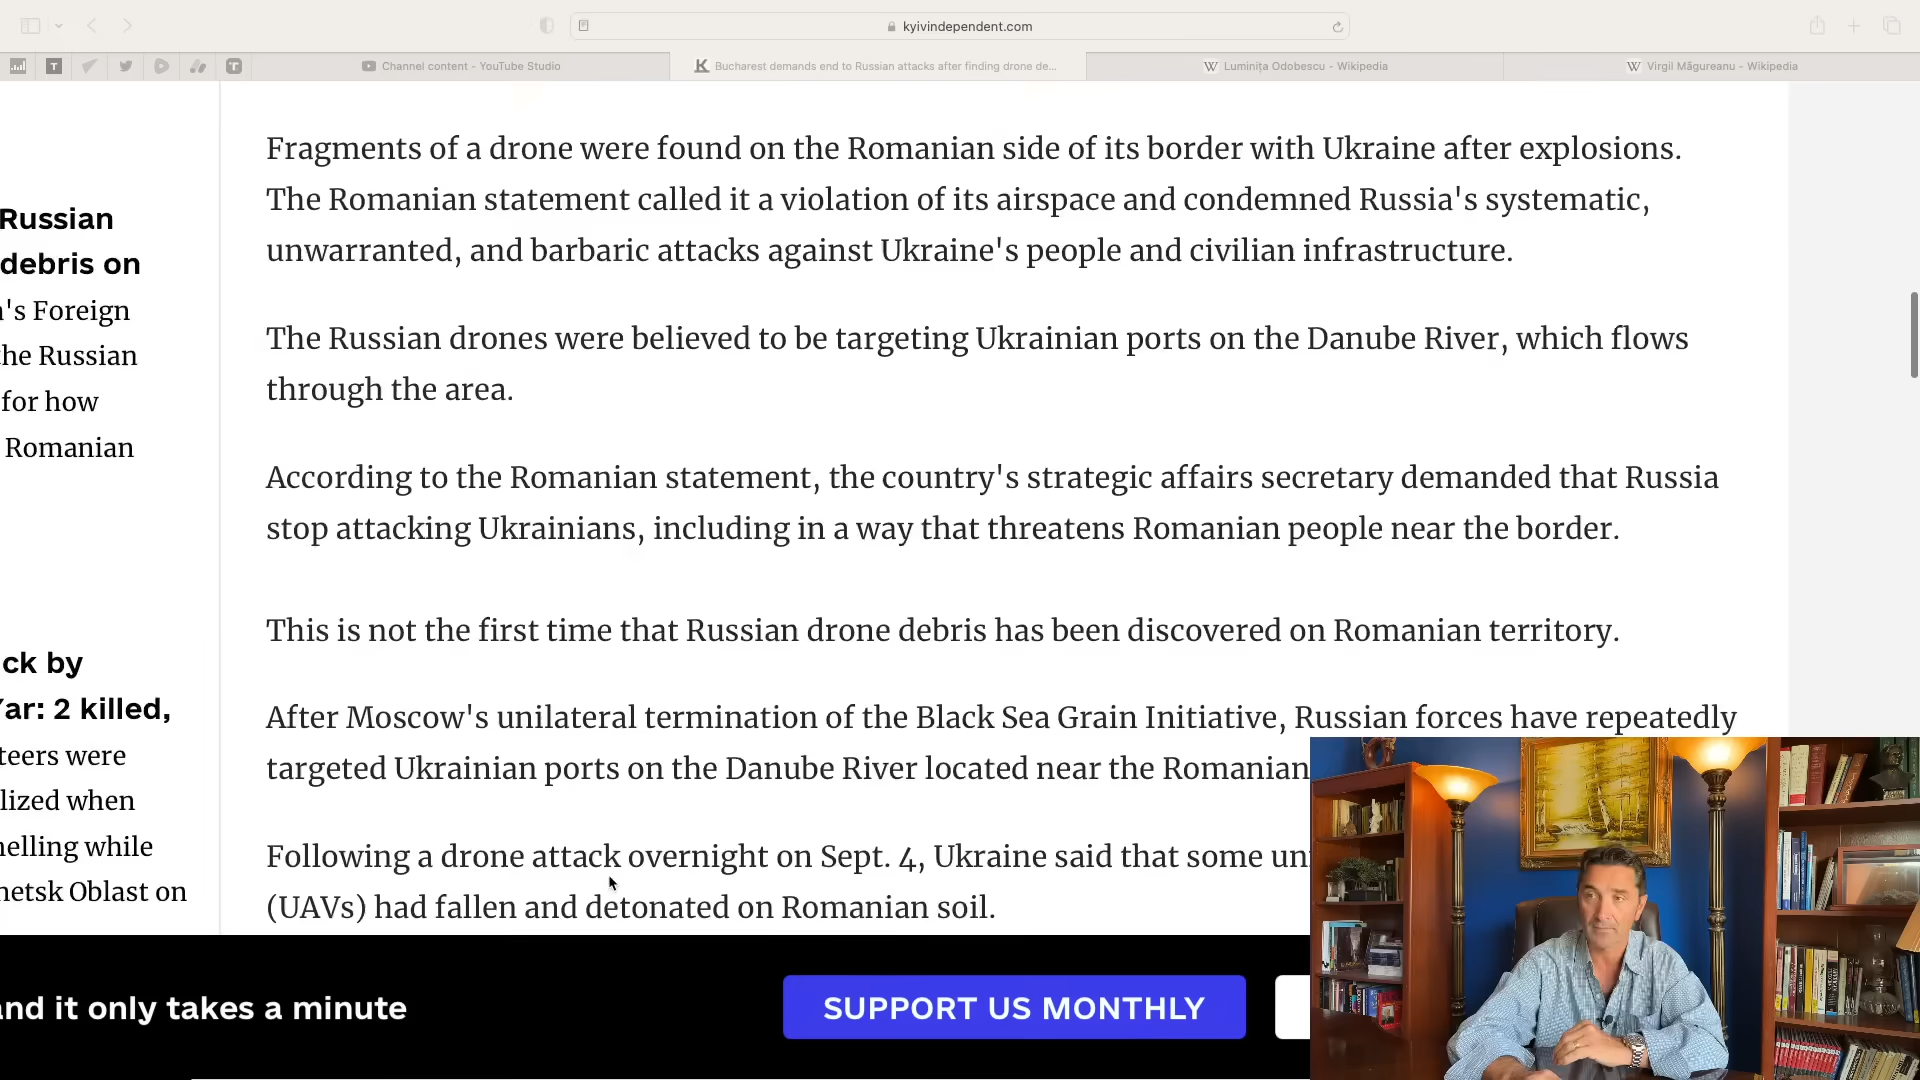 kyivindependent.com
Channel content - YouTube Studio
Bucharest demands end to Russian attacks after finding drone de...
Luminița Odobescu - Wikipedia
Virgil Măgureanu - Wikipedia
Russian
debris on
's Foreign
the Russian
for how
Romanian
ck by
Yar: 2 killed,
teers were
lized when
helling while
netsk Oblast on
Fragments of a drone were found on the Romanian side of its border with Ukraine after explosions.
The Romanian statement called it a violation of its airspace and condemned Russia's systematic,
unwarranted, and barbaric attacks against Ukraine's people and civilian infrastructure.
The Russian drones were believed to be targeting Ukrainian ports on the Danube River, which flows
through the area.
According to the Romanian statement, the country's strategic affairs secretary demanded that Russia
stop attacking Ukrainians, including in a way that threatens Romanian people near the border.
This is not the first time that Russian drone debris has been discovered on Romanian territory.
After Moscow's unilateral termination of the Black Sea Grain Initiative, Russian forces have repeatedly
targeted Ukrainian ports on the Danube River located near the Romanian
Following a drone attack overnight on Sept. 4, Ukraine said that some un
(UAVs) had fallen and detonated on Romanian soil.
and it only takes a minute
SUPPORT US MONTHLY